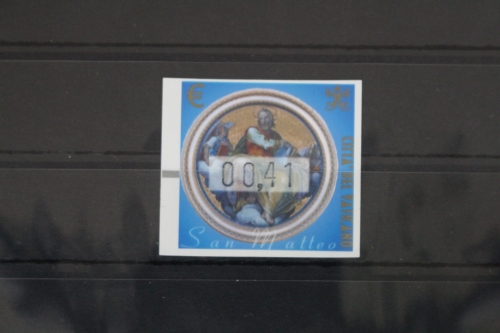 €
00,41
CITTÀ DEL VATICANO
San Matteo